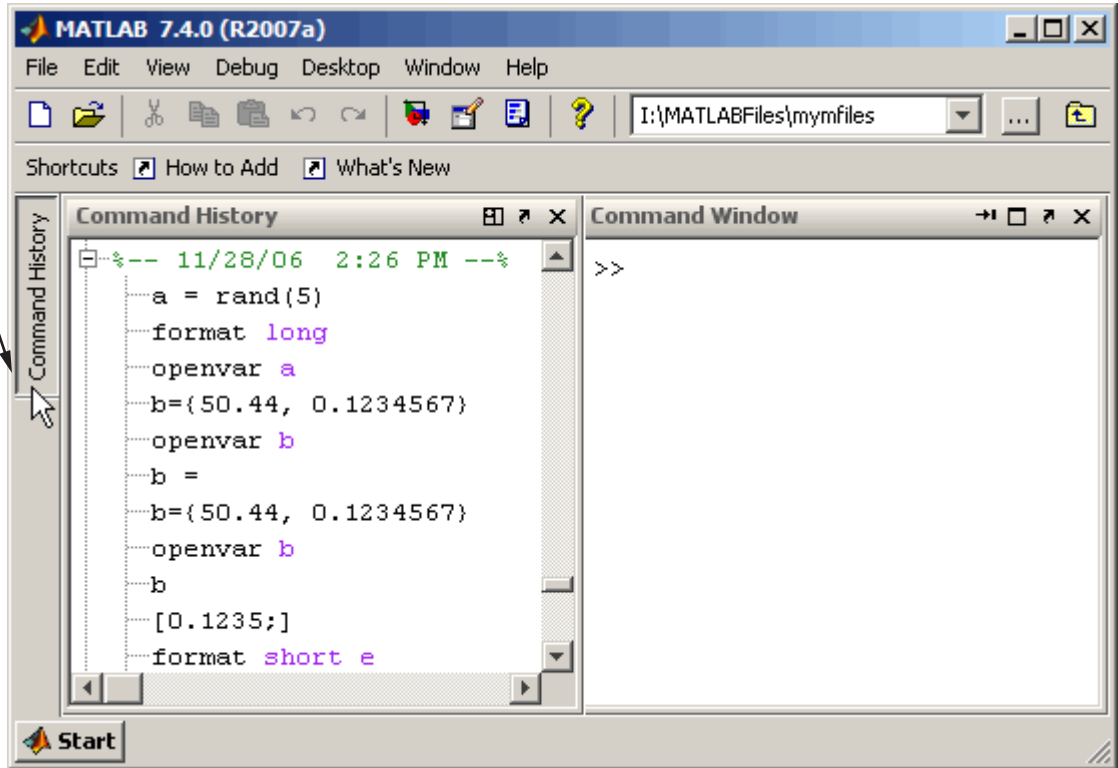 MATLAB 7.4.0 (R2007a)
File Edit View Debug Desktop Window Help
I:\MATLABFiles\mymfiles ...
Shortcuts How to Add What's New
Command History
Command History
%-- 11/28/06 2:26 PM --%
a = rand(5)
format long
openvar a
b={50.44, 0.1234567}
openvar b
b =
b={50.44, 0.1234567}
openvar b
b
[0.1235;]
format short e
Command Window
>>
Start